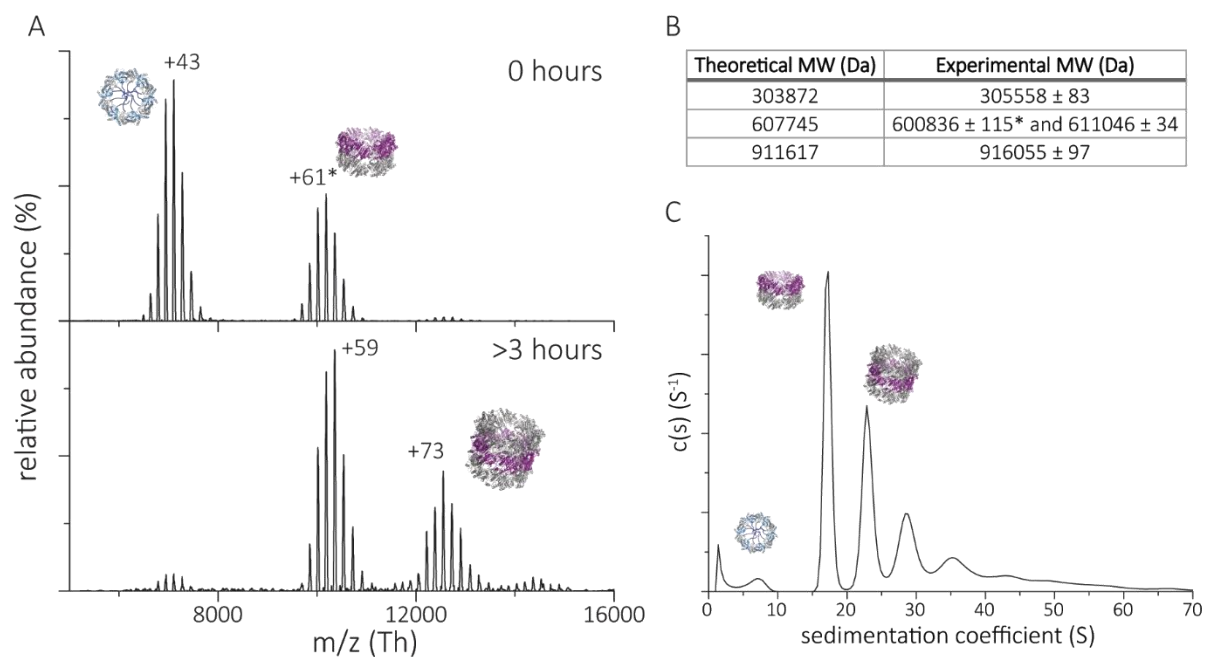 A
+43
0 hours
+61*
relative abundance (%)
+59
>3 hours
+73
8000 12000 16000
m/z (Th)
B
Theoretical MW (Da) Experimental MW (Da)
303872 305558 ± 83
607745 600836 ± 115* and 611046 ± 34
911617 916055 ± 97
C
c(s) (S-1)
0 10 20 30 40 50 60 70
sedimentation coefficient (S)